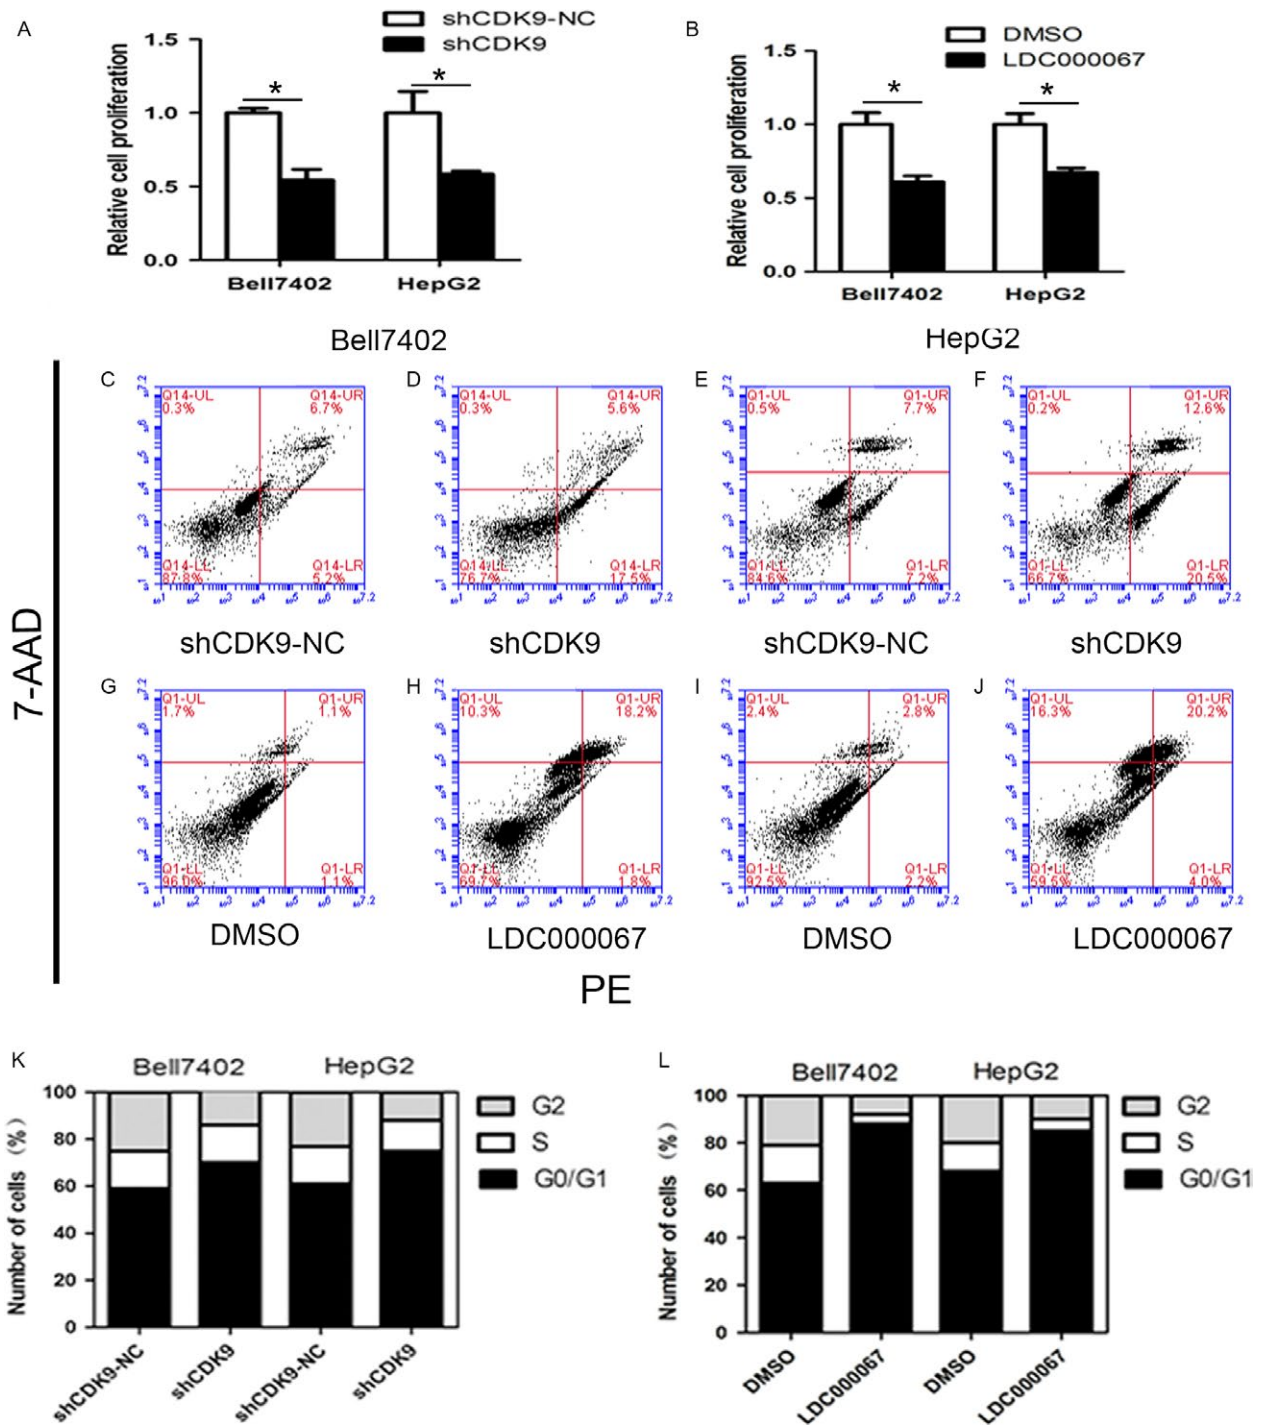 A
shCDK9-NC
shCDK9
Relative cell proliferation
1.5
1.0
0.5
0.0
*
*
Bell7402
HepG2
B
DMSO
LDC000067
Relative cell proliferation
1.5
1.0
0.5
0.0
*
*
Bell7402
HepG2
Bell7402
HepG2
7-AAD
C
Q14-UL
0.3%
Q14-UR
6.7%
Q14-LL
87.8%
Q14-LR
5.2%
shCDK9-NC
D
Q14-UL
0.3%
Q14-UR
5.6%
Q14-LL
76.7%
Q14-LR
17.5%
shCDK9
E
Q1-UL
0.5%
Q1-UR
7.7%
Q1-LL
84.6%
Q1-LR
7.2%
shCDK9-NC
F
Q1-UL
0.2%
Q1-UR
12.6%
Q1-LL
66.7%
Q1-LR
20.5%
shCDK9
G
Q1-UL
1.7%
Q1-UR
1.1%
Q1-LL
96.0%
Q1-LR
1.1%
DMSO
H
Q1-UL
10.3%
Q1-UR
18.2%
Q1-LL
69.7%
Q1-LR
1.8%
LDC000067
I
Q1-UL
2.4%
Q1-UR
2.8%
Q1-LL
92.5%
Q1-LR
2.2%
DMSO
J
Q1-UL
16.3%
Q1-UR
20.2%
Q1-LL
59.5%
Q1-LR
4.0%
LDC000067
PE
K
Bell7402
HepG2
Number of cells (%)
100
80
60
40
20
0
shCDK9-NC
shCDK9
shCDK9-NC
shCDK9
G2
S
G0/G1
L
Bell7402
HepG2
Number of cells (%)
100
80
60
40
20
0
DMSO
LDC000067
DMSO
LDC000067
G2
S
G0/G1